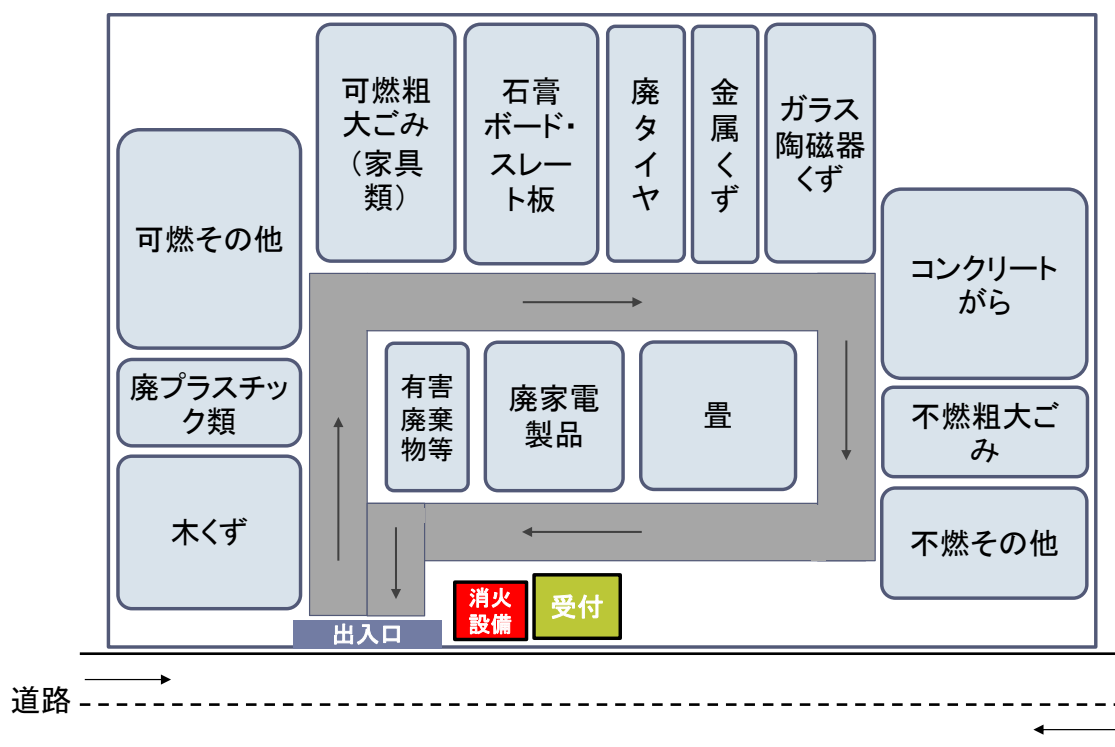 可燃粗
大ごみ
（家具
類）
石膏
ボード・
スレー
ト板
廃タイヤ
金属くず
ガラス
陶磁器
くず
可燃その他
コンクリート
がら
廃プラスチッ
ク類
有害
廃棄
物等
廃家電
製品
畳
不燃粗大ご
み
木くず
不燃その他
消火
設備
受付
出入口
道路